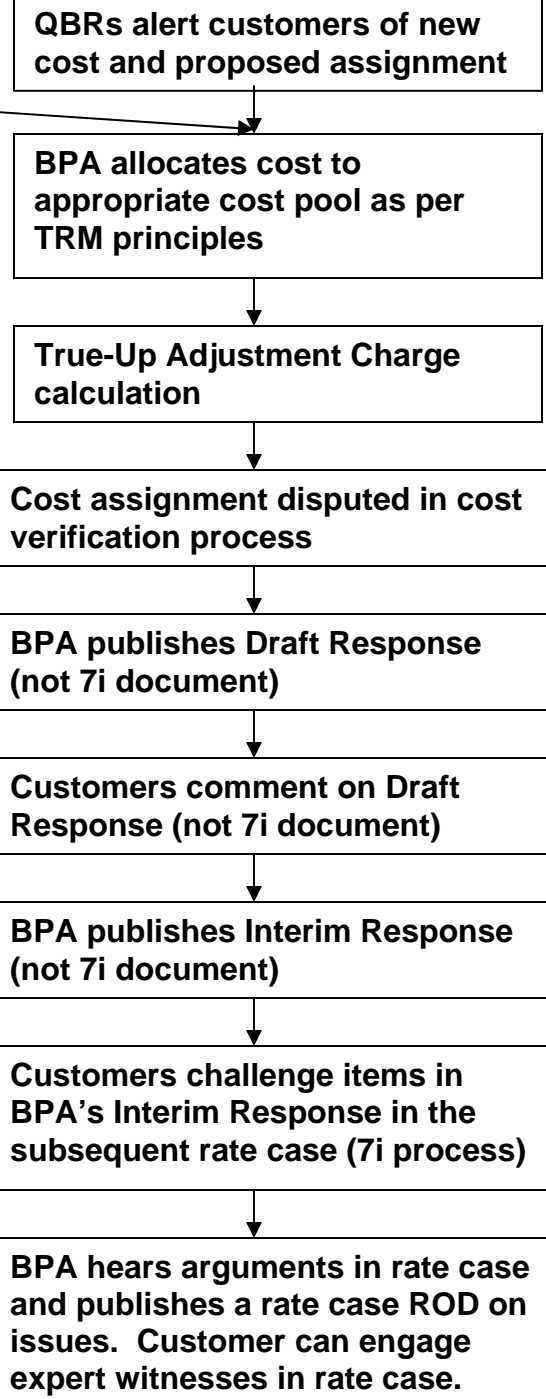 QBRs alert customers of new
cost and proposed assignment
BPA allocates cost to
appropriate cost pool as per
TRM principles
True-Up Adjustment Charge
calculation
Cost assignment disputed in cost
verification process
BPA publishes Draft Response
(not 7i document)
Customers comment on Draft
Response (not 7i document)
BPA publishes Interim Response
(not 7i document)
Customers challenge items in
BPA's Interim Response in the
subsequent rate case (7i process)
BPA hears arguments in rate case
and publishes a rate case ROD on
issues.  Customer can engage
expert witnesses in rate case.